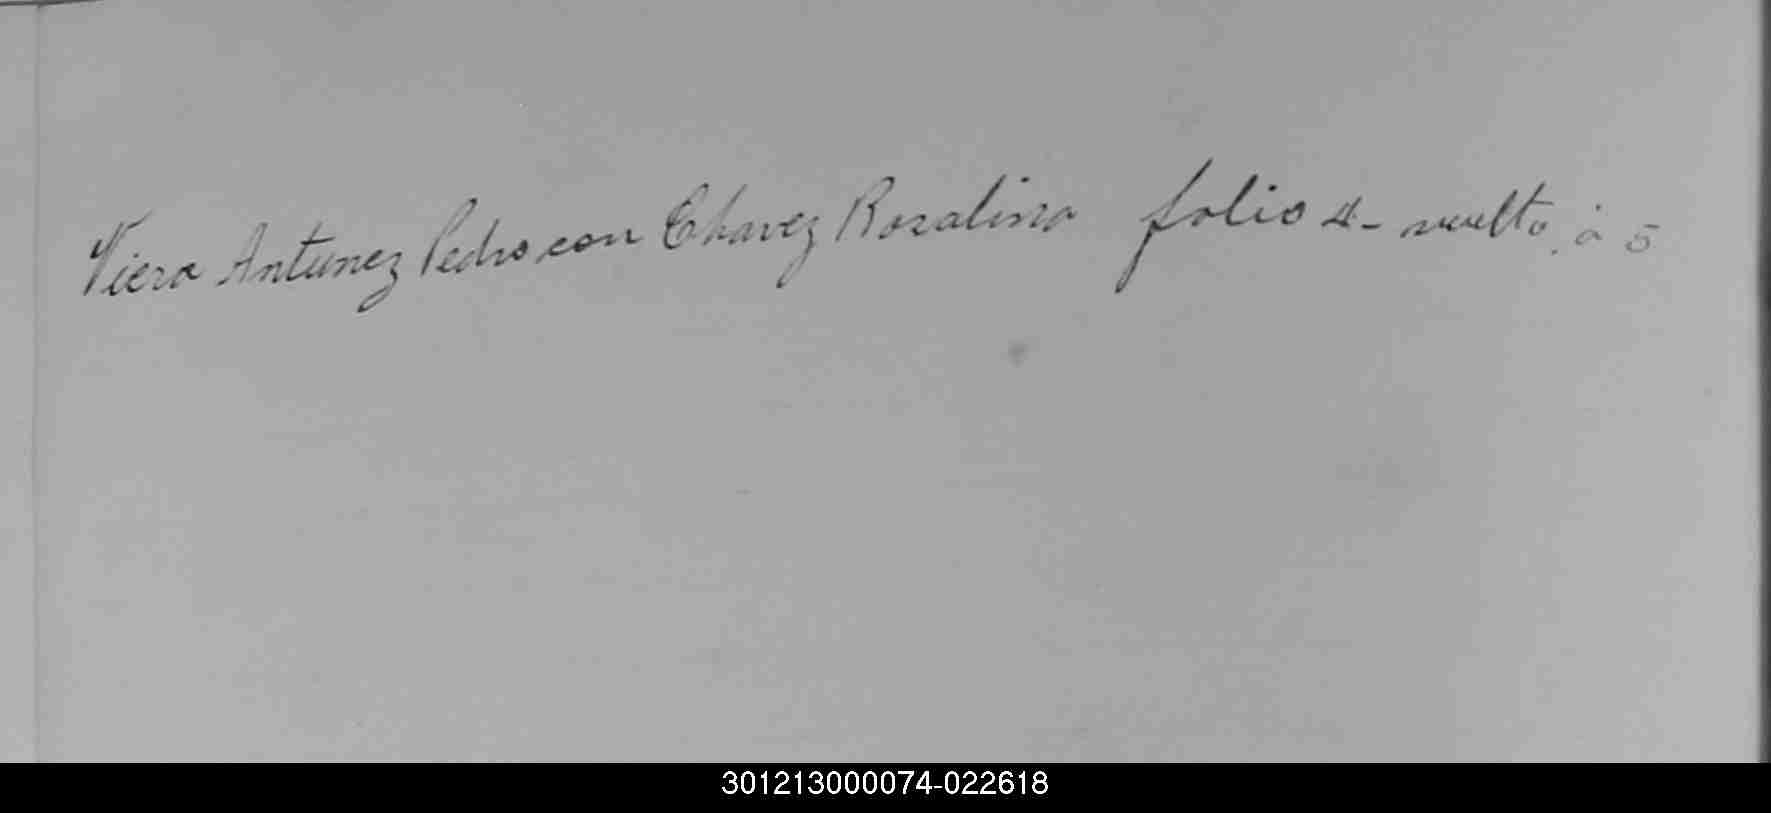 Viera Antunez Pedro con Chavez Rosalina folio 4- vuelto, á 5
301213000074-022618